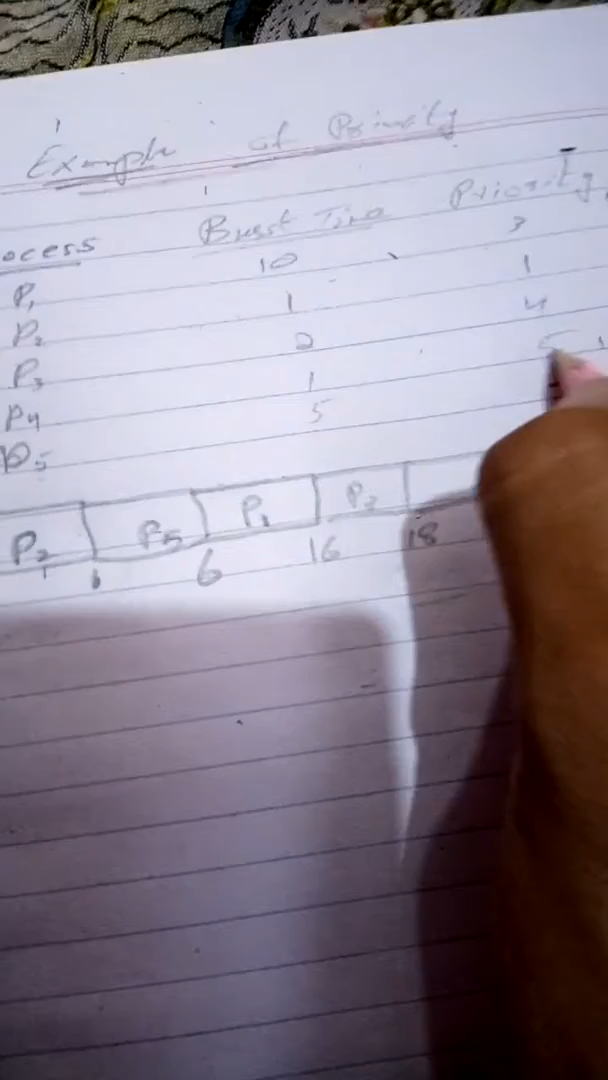 Example of Priority
ocess Burst Time Priority
P1 10 3
P2 1 1
P3 2 4
P4 1 5
P5 5
P2 P5 P1 P3
1 6 16 18